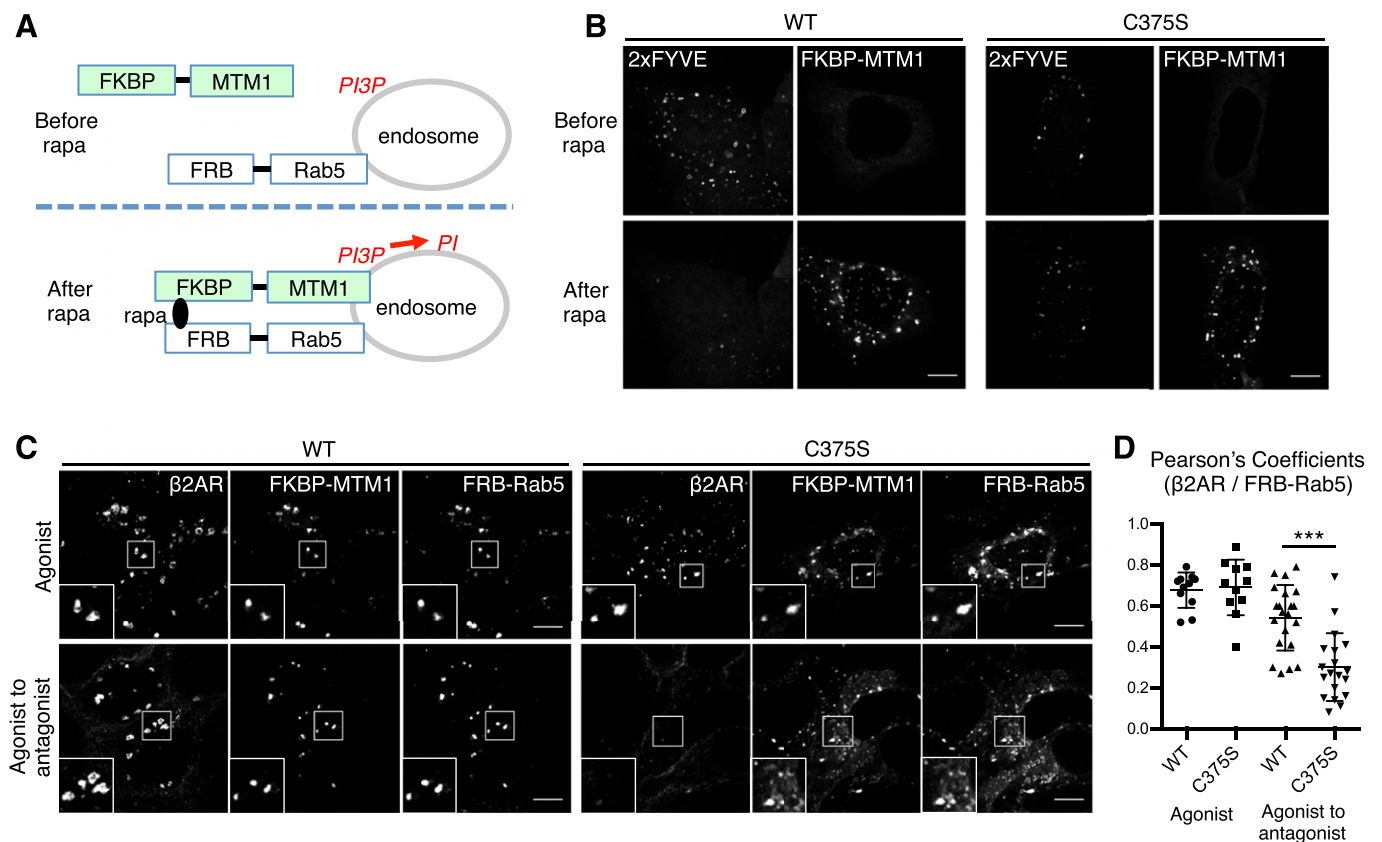 A
FKBP
MTM1
PI3P
Before
rapa
endosome
FRB
Rab5
PI3P
PI
After
rapa
FKBP
MTM1
endosome
rapa
FRB
Rab5
B
WT
C375S
2xFYVE
FKBP-MTM1
2xFYVE
FKBP-MTM1
Before
rapa
After
rapa
C
WT
C375S
β2AR
FKBP-MTM1
FRB-Rab5
β2AR
FKBP-MTM1
FRB-Rab5
Agonist
Agonist to
antagonist
D
Pearson's Coefficients
(β2AR / FRB-Rab5)
1.0
0.8
0.6
0.4
0.2
0.0
***
WT
C375S
WT
C375S
Agonist
Agonist to
antagonist